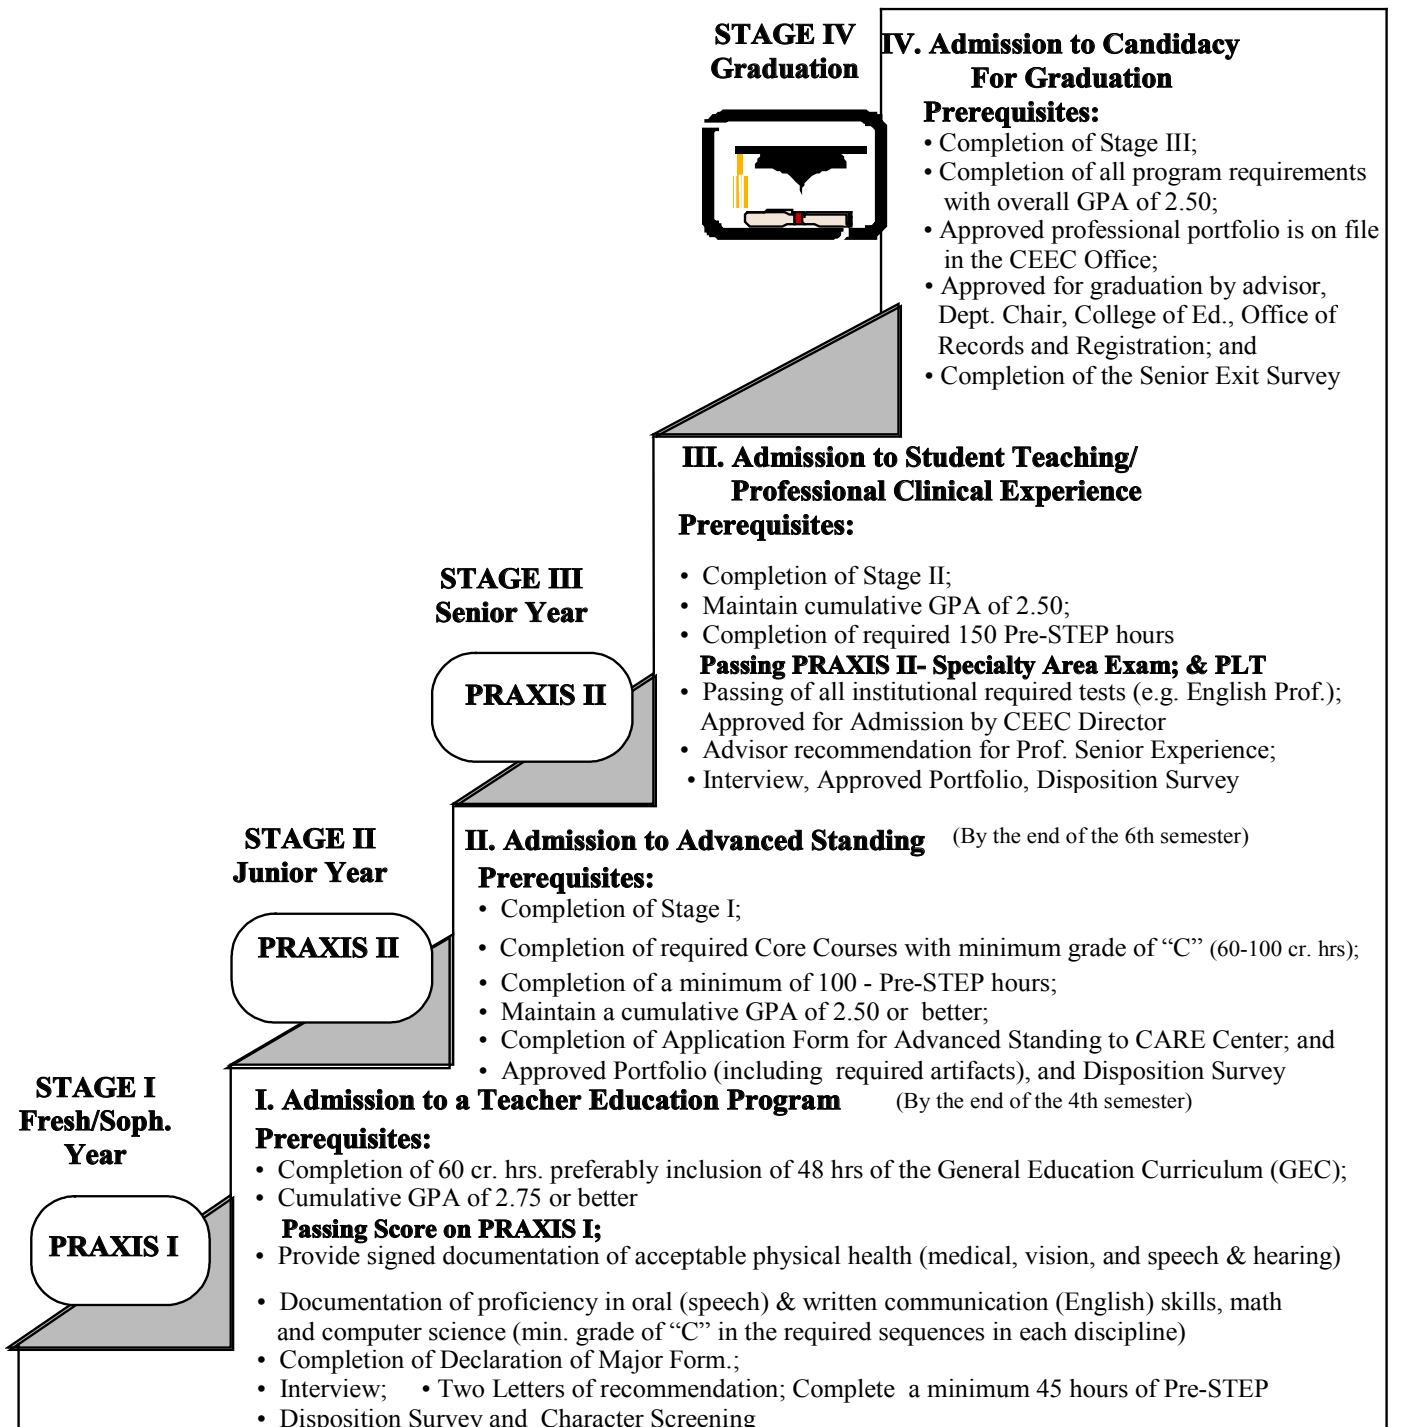 STAGE IV
Graduation
IV. Admission to Candidacy
For Graduation
Prerequisites:
• Completion of Stage III;
• Completion of all program requirements
with overall GPA of 2.50;
• Approved professional portfolio is on file
in the CEEC Office;
• Approved for graduation by advisor,
Dept. Chair, College of Ed., Office of
Records and Registration; and
• Completion of the Senior Exit Survey
STAGE III
Senior Year
PRAXIS II
III. Admission to Student Teaching/
Professional Clinical Experience
Prerequisites:
• Completion of Stage II;
• Maintain cumulative GPA of 2.50;
• Completion of required 150 Pre-STEP hours
Passing PRAXIS II- Specialty Area Exam; & PLT
• Passing of all institutional required tests (e.g. English Prof.);
Approved for Admission by CEEC Director
• Advisor recommendation for Prof. Senior Experience;
• Interview, Approved Portfolio, Disposition Survey
STAGE II
Junior Year
PRAXIS II
II. Admission to Advanced Standing (By the end of the 6th semester)
Prerequisites:
• Completion of Stage I;
• Completion of required Core Courses with minimum grade of “C” (60-100 cr. hrs);
• Completion of a minimum of 100 - Pre-STEP hours;
• Maintain a cumulative GPA of 2.50 or better;
• Completion of Application Form for Advanced Standing to CARE Center; and
• Approved Portfolio (including required artifacts), and Disposition Survey
STAGE I
Fresh/Soph.
Year
PRAXIS I
I. Admission to a Teacher Education Program (By the end of the 4th semester)
Prerequisites:
• Completion of 60 cr. hrs. preferably inclusion of 48 hrs of the General Education Curriculum (GEC);
• Cumulative GPA of 2.75 or better
Passing Score on PRAXIS I;
• Provide signed documentation of acceptable physical health (medical, vision, and speech & hearing)
• Documentation of proficiency in oral (speech) & written communication (English) skills, math
and computer science (min. grade of “C” in the required sequences in each discipline)
• Completion of Declaration of Major Form.;
• Interview; • Two Letters of recommendation; Complete a minimum 45 hours of Pre-STEP
• Disposition Survey and Character Screening